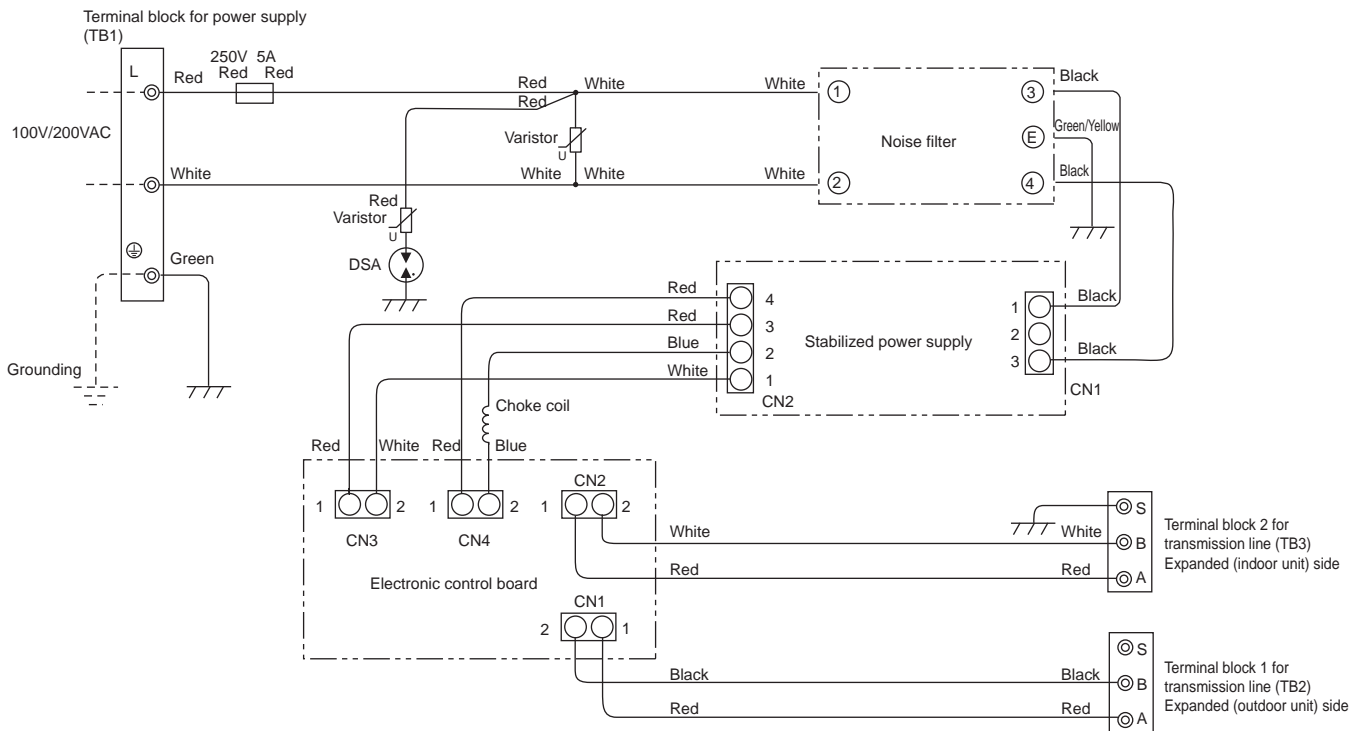 Terminal block for power supply
(TB1)
250V 5A
L
Red
Red
Red
Red
White
White
Red
Black
100V/200VAC
1
3
Varistor
U
Noise filter
Green/Yellow
E
White
White
White
White
Black
2
4
Red
Varistor
U
Green
DSA
Red
4
Red
3
Blue
2
White
1
CN2
Stabilized power supply
1
Black
2
3
Black
CN1
Grounding
Choke coil
Red
White
Red
Blue
1
2
CN3
1
2
CN4
CN2
1
2
Electronic control board
CN1
2
1
White
White
Red
Red
S
B
A
Terminal block 2 for
transmission line (TB3)
Expanded (indoor unit) side
Black
Black
Red
Red
S
B
A
Terminal block 1 for
transmission line (TB2)
Expanded (outdoor unit) side